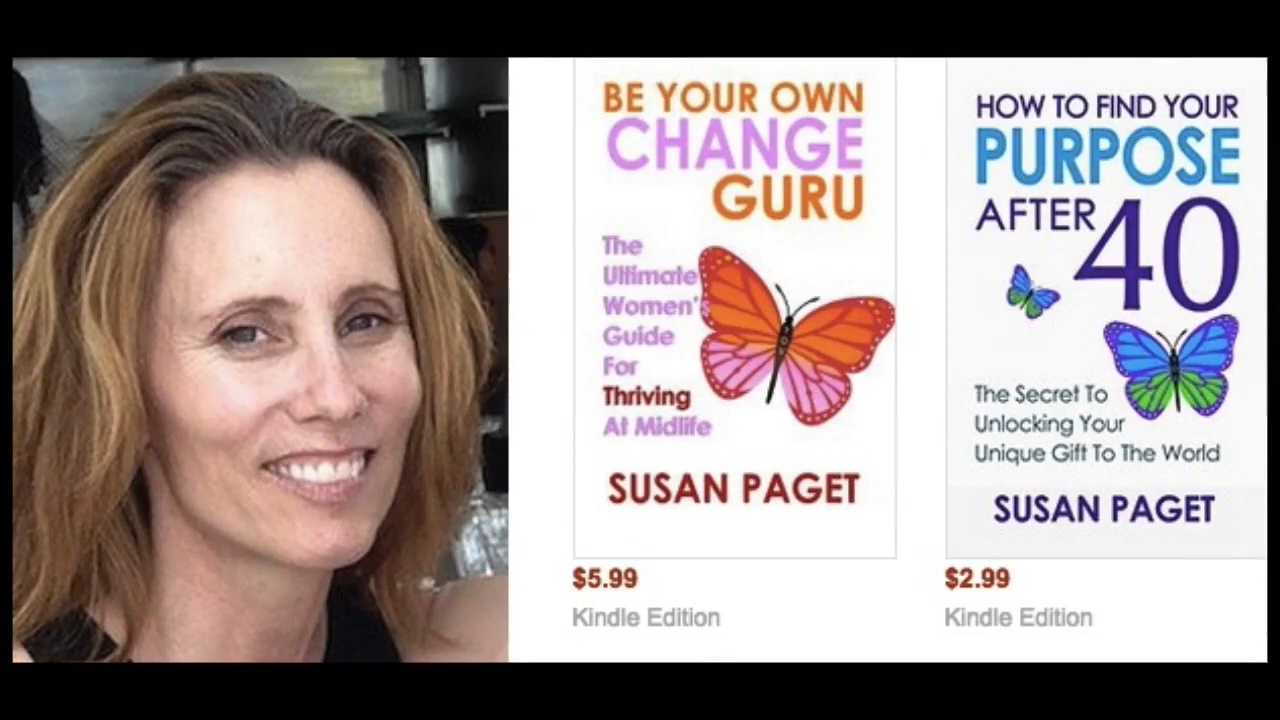 BE YOUR OWN
CHANGE
GURU
The
Ultimate
Women's
Guide
For
Thriving
At Midlife
SUSAN PAGET
$5.99
Kindle Edition
HOW TO FIND YOUR
PURPOSE
AFTER 40
The Secret To
Unlocking Your
Unique Gift To The World
SUSAN PAGET
$2.99
Kindle Edition